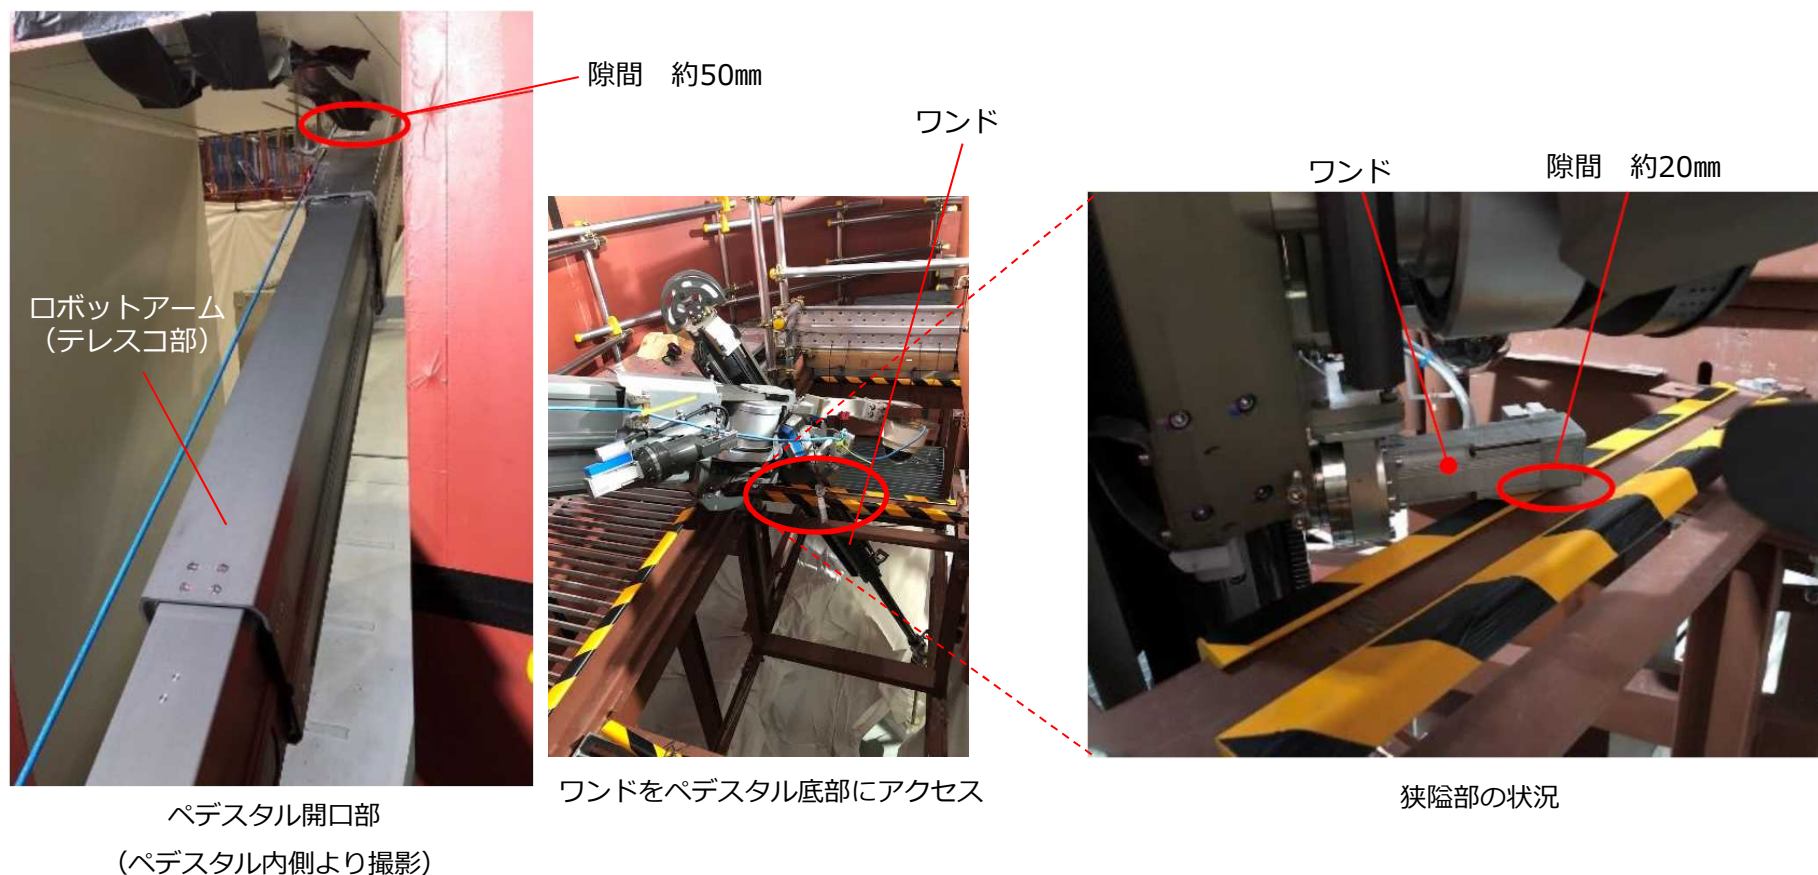 隙間　約50㎜
ワンド
ワンド
隙間　約20㎜
ロボットアーム
（テレスコ部）
ペデスタル開口部
（ペデスタル内側より撮影）
ワンドをペデスタル底部にアクセス
狭隘部の状況